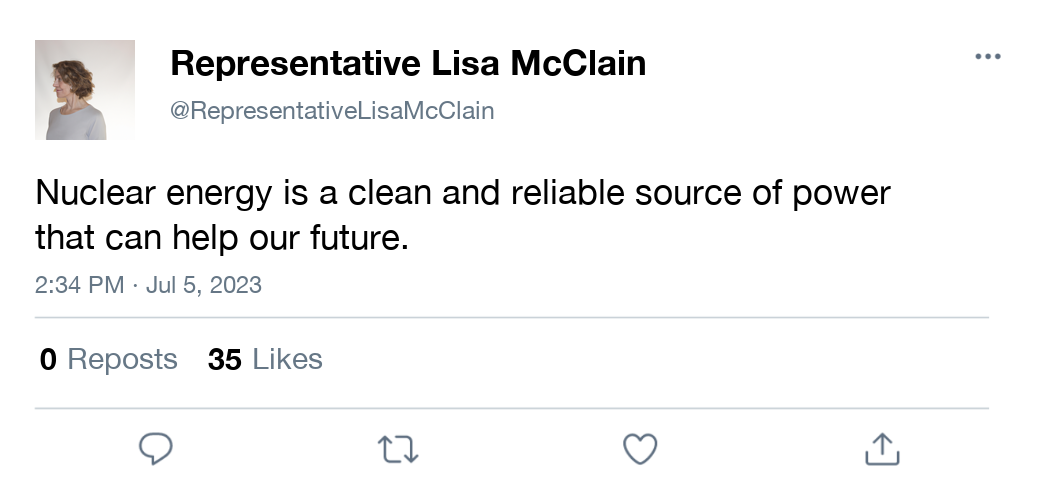 Representative Lisa McClain
@RepresentativeLisaMcClain
Nuclear energy is a clean and reliable source of power
that can help our future.
2:34 PM · Jul 5, 2023
0 Reposts 35 Likes